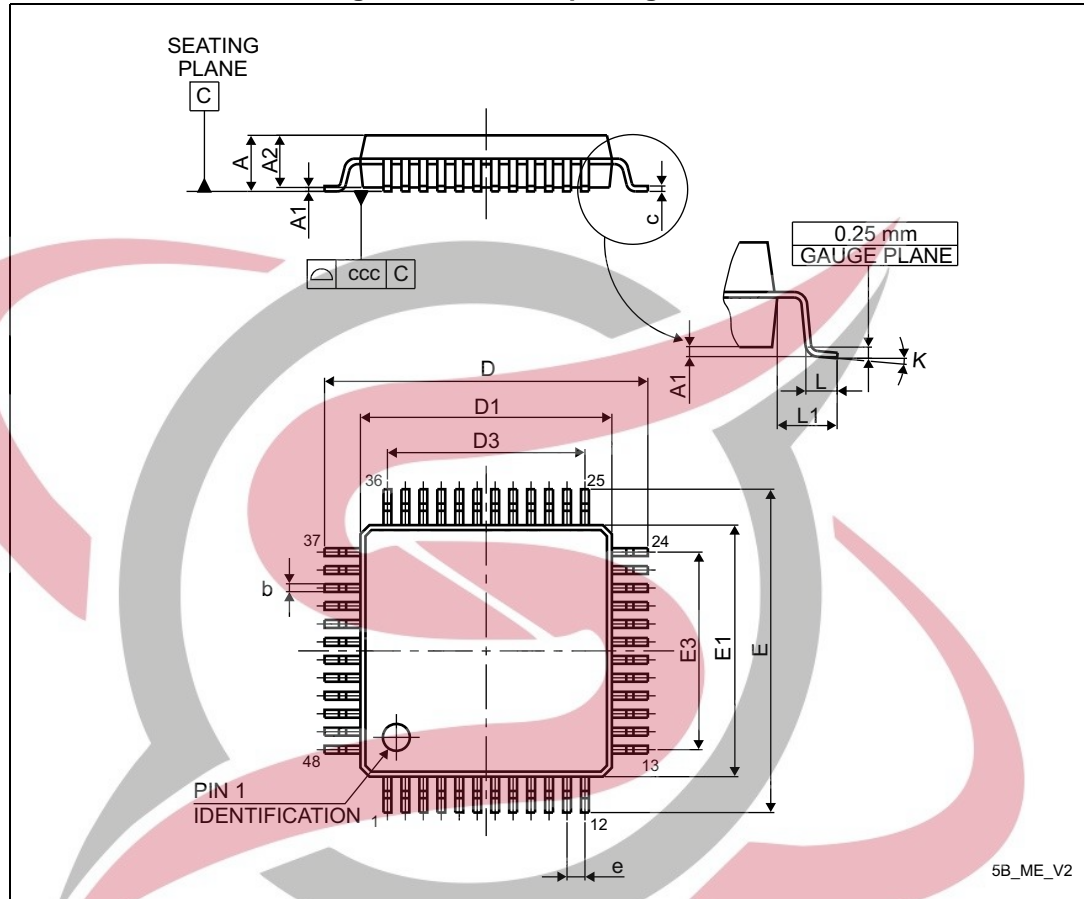 SEATING
PLANE
C
A
A2
A1
c
ccc C
0.25 mm
GAUGE PLANE
A1
K
L
L1
D
D1
D3
36
25
37
24
b
E3
E1
E
48
13
PIN 1
IDENTIFICATION
1
12
e
5B_ME_V2